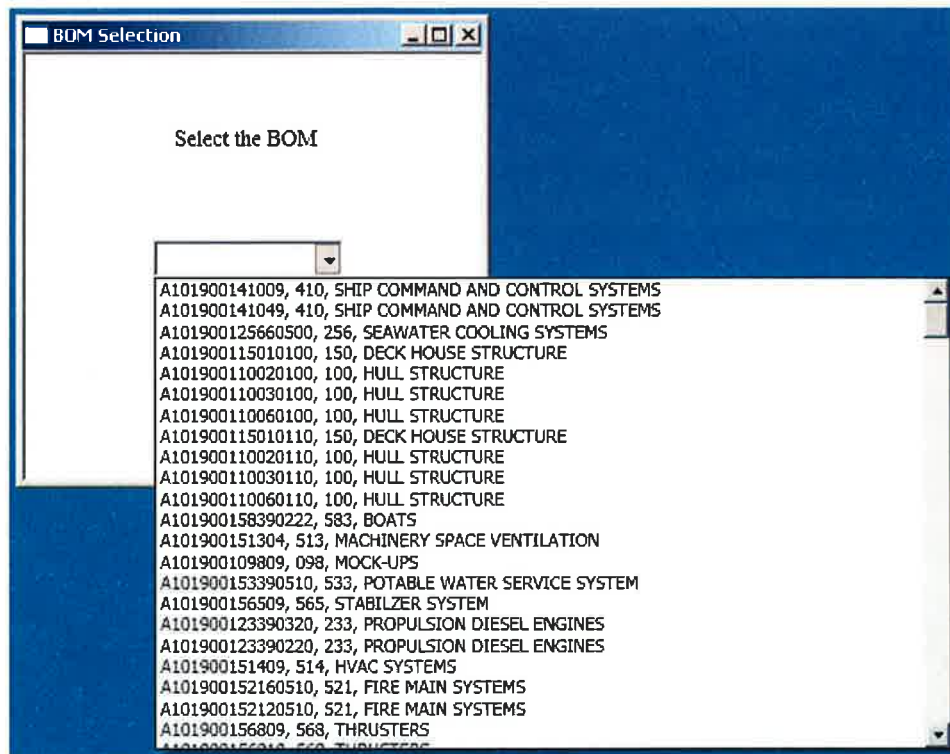 BOM Selection
Select the BOM
A101900141009, 410, SHIP COMMAND AND CONTROL SYSTEMS
A101900141049, 410, SHIP COMMAND AND CONTROL SYSTEMS
A101900125660500, 256, SEAWATER COOLING SYSTEMS
A101900115010100, 150, DECK HOUSE STRUCTURE
A101900110020100, 100, HULL STRUCTURE
A101900110030100, 100, HULL STRUCTURE
A101900110060100, 100, HULL STRUCTURE
A101900115010110, 150, DECK HOUSE STRUCTURE
A101900110020110, 100, HULL STRUCTURE
A101900110030110, 100, HULL STRUCTURE
A101900110060110, 100, HULL STRUCTURE
A101900158390222, 583, BOATS
A101900151304, 513, MACHINERY SPACE VENTILATION
A101900109809, 098, MOCK-UPS
A101900153390510, 533, POTABLE WATER SERVICE SYSTEM
A101900156509, 565, STABILZER SYSTEM
A101900123390320, 233, PROPULSION DIESEL ENGINES
A101900123390220, 233, PROPULSION DIESEL ENGINES
A101900151409, 514, HVAC SYSTEMS
A101900152160510, 521, FIRE MAIN SYSTEMS
A101900152120510, 521, FIRE MAIN SYSTEMS
A101900156809, 568, THRUSTERS